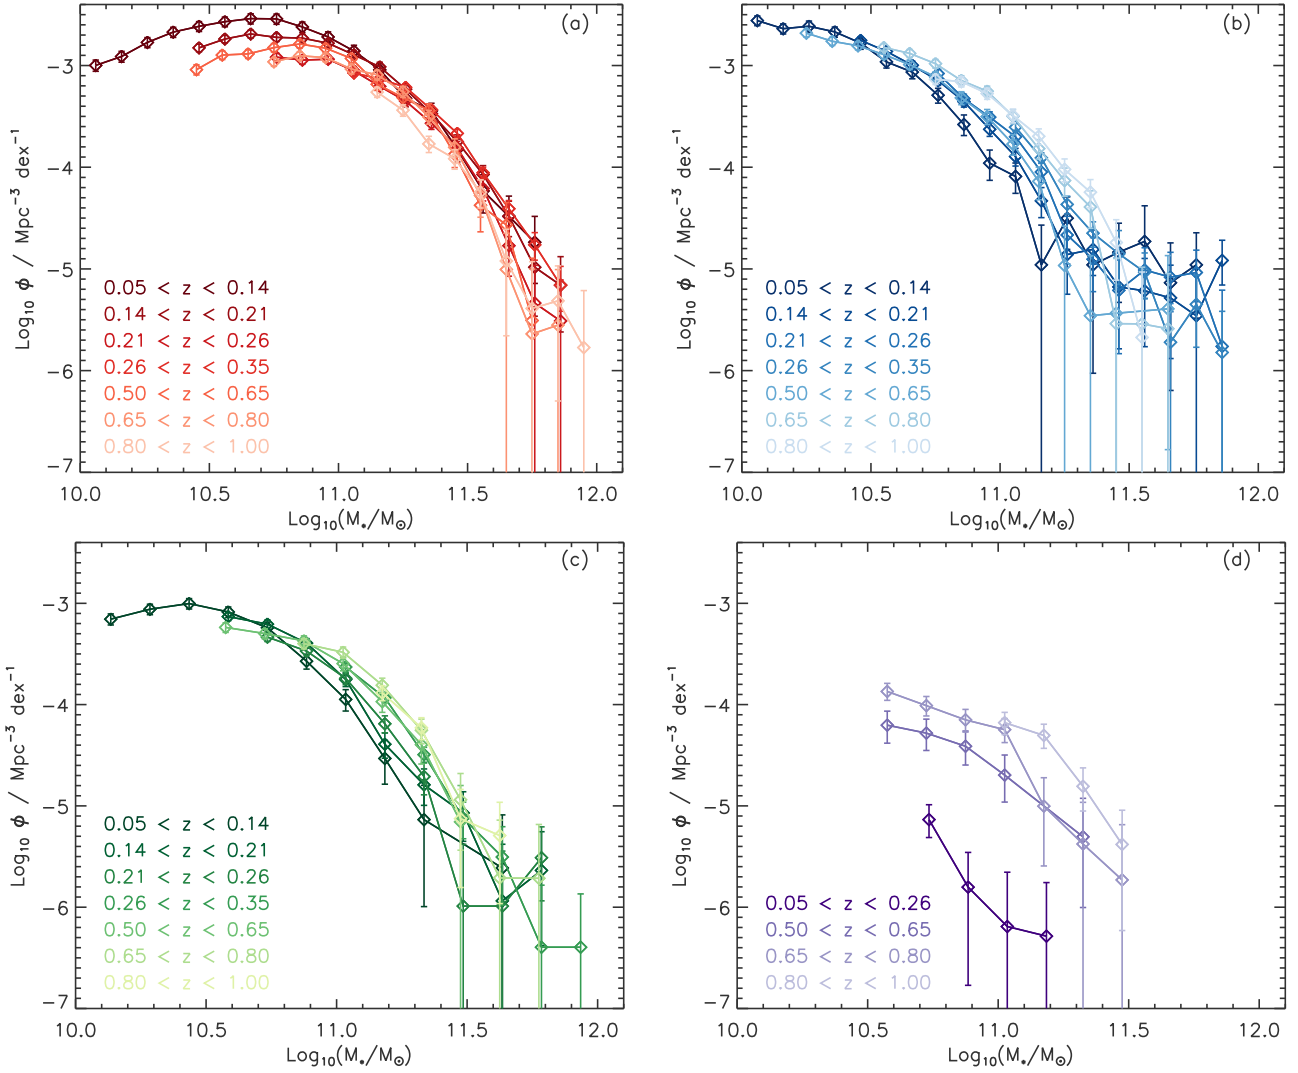 (a)
−3
−4
−5
−6
−7
Log₁₀ ϕ / Mpc⁻³ dex⁻¹
0.05 < z < 0.14
0.14 < z < 0.21
0.21 < z < 0.26
0.26 < z < 0.35
0.50 < z < 0.65
0.65 < z < 0.80
0.80 < z < 1.00
10.0 10.5 11.0 11.5 12.0
Log₁₀(M⁎/M☉)
(b)
−3
−4
−5
−6
−7
Log₁₀ ϕ / Mpc⁻³ dex⁻¹
0.05 < z < 0.14
0.14 < z < 0.21
0.21 < z < 0.26
0.26 < z < 0.35
0.50 < z < 0.65
0.65 < z < 0.80
0.80 < z < 1.00
10.0 10.5 11.0 11.5 12.0
Log₁₀(M⁎/M☉)
(c)
−3
−4
−5
−6
−7
Log₁₀ ϕ / Mpc⁻³ dex⁻¹
0.05 < z < 0.14
0.14 < z < 0.21
0.21 < z < 0.26
0.26 < z < 0.35
0.50 < z < 0.65
0.65 < z < 0.80
0.80 < z < 1.00
10.0 10.5 11.0 11.5 12.0
Log₁₀(M⁎/M☉)
(d)
−3
−4
−5
−6
−7
Log₁₀ ϕ / Mpc⁻³ dex⁻¹
0.05 < z < 0.26
0.50 < z < 0.65
0.65 < z < 0.80
0.80 < z < 1.00
10.0 10.5 11.0 11.5 12.0
Log₁₀(M⁎/M☉)